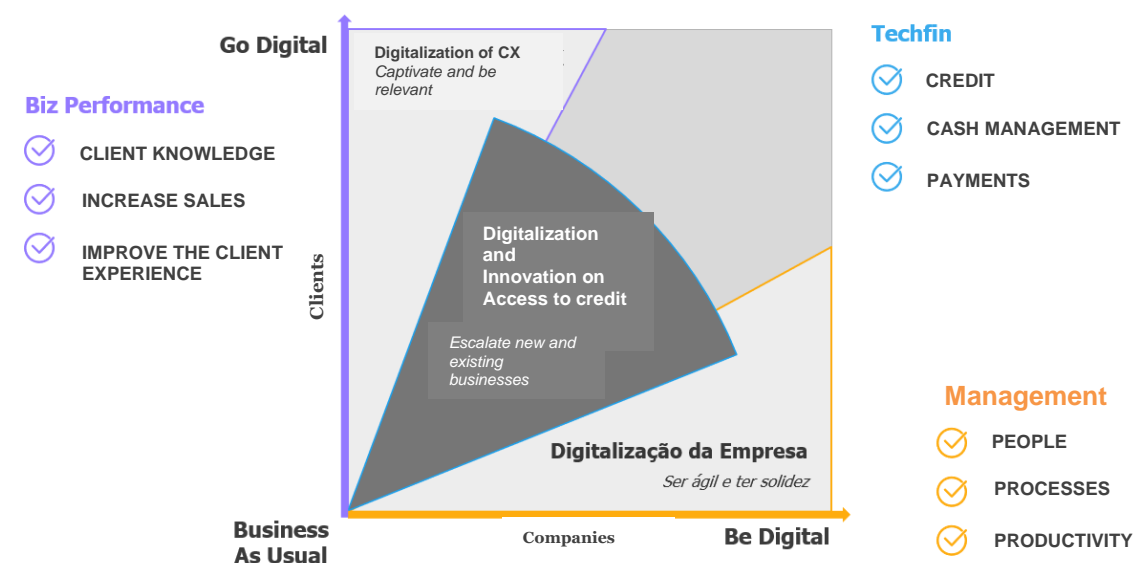 Go Digital
Digitalization of CX
Captivate and be
relevant
Techfin
CREDIT
CASH MANAGEMENT
PAYMENTS
Biz Performance
CLIENT KNOWLEDGE
INCREASE SALES
IMPROVE THE CLIENT
EXPERIENCE
Clients
Digitalization
and
Innovation on
Access to credit
Escalate new and
existing
businesses
Management
PEOPLE
PROCESSES
PRODUCTIVITY
Digitalização da Empresa
Ser ágil e ter solidez
Business
As Usual
Companies
Be Digital